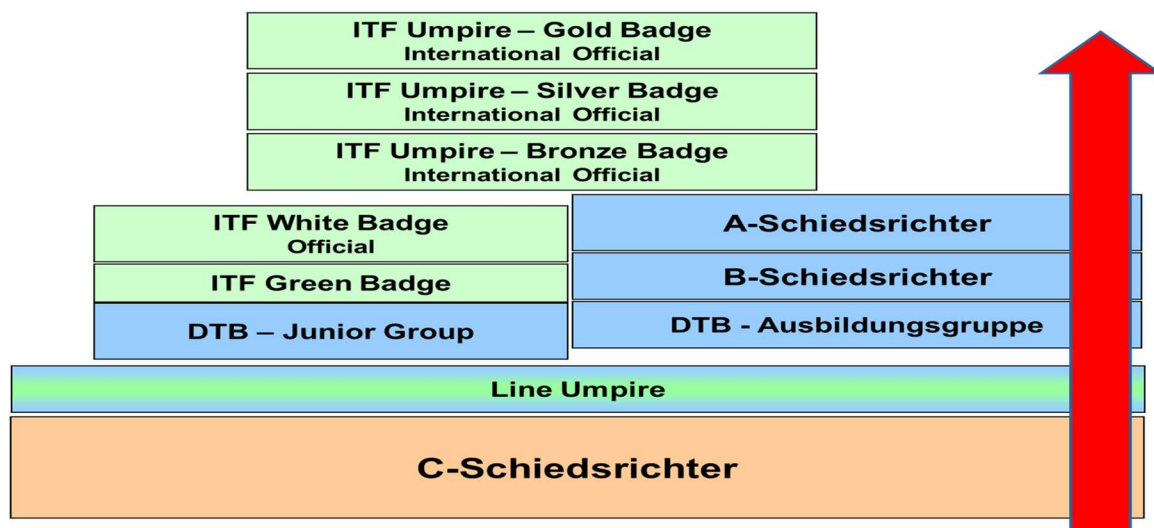 ITF Umpire – Gold Badge
International Official
ITF Umpire – Silver Badge
International Official
ITF Umpire – Bronze Badge
International Official
ITF White Badge
Official
ITF Green Badge
DTB – Junior Group
A-Schiedsrichter
B-Schiedsrichter
DTB - Ausbildungsgruppe
Line Umpire
C-Schiedsrichter